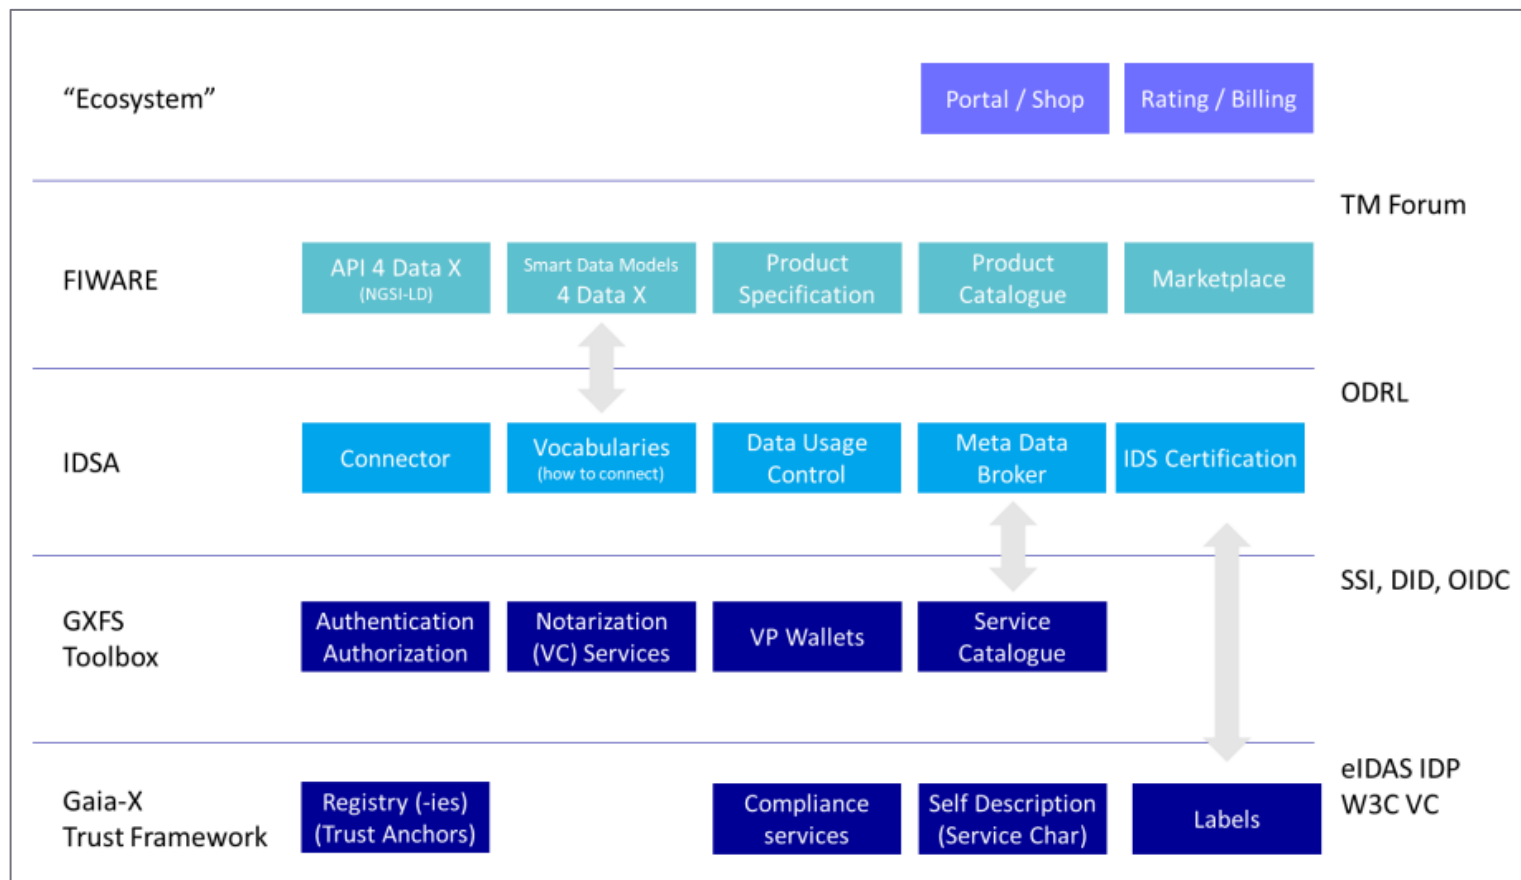 “Ecosystem”
Portal / Shop
Rating / Billing
TM Forum
FIWARE
API 4 Data X
(NGSI-LD)
Smart Data Models
4 Data X
Product
Specification
Product
Catalogue
Marketplace
ODRL
IDSA
Connector
Vocabularies
(how to connect)
Data Usage
Control
Meta Data
Broker
IDS Certification
SSI, DID, OIDC
GXFS
Toolbox
Authentication
Authorization
Notarization
(VC) Services
VP Wallets
Service
Catalogue
eIDAS IDP
W3C VC
Gaia-X
Trust Framework
Registry (-ies)
(Trust Anchors)
Compliance
services
Self Description
(Service Char)
Labels